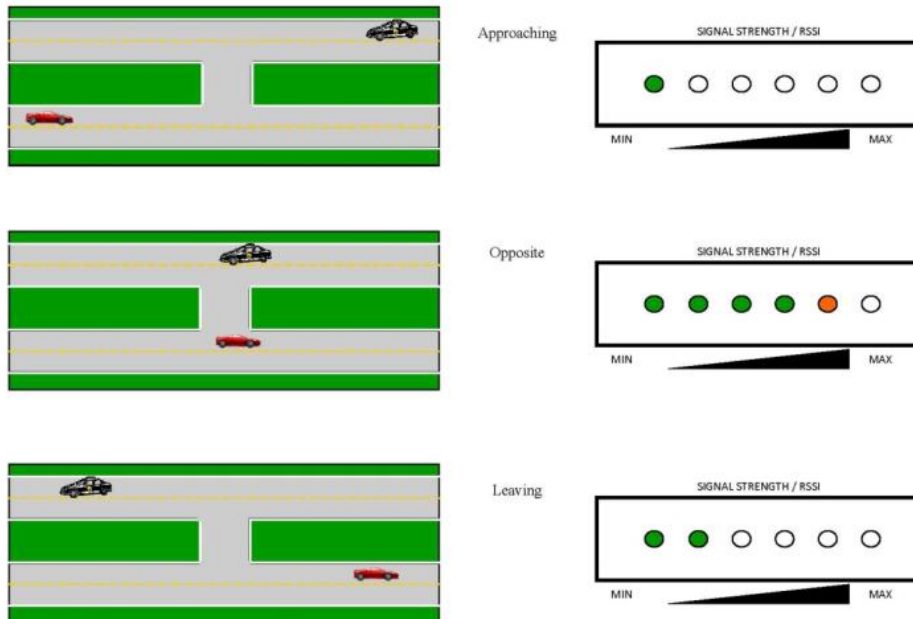 Approaching
SIGNAL STRENGTH / RSSI
MIN
MAX
Opposite
SIGNAL STRENGTH / RSSI
MIN
MAX
Leaving
SIGNAL STRENGTH / RSSI
MIN
MAX